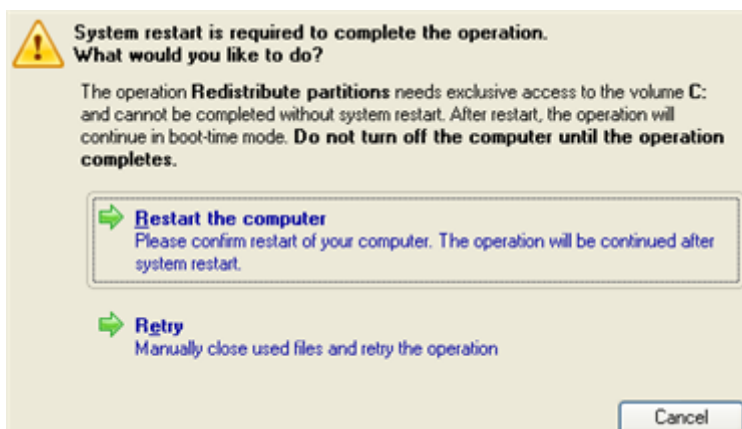 System restart is required to complete the operation.
What would you like to do?
The operation Redistribute partitions needs exclusive access to the volume C:
and cannot be completed without system restart. After restart, the operation will
continue in boot-time mode. Do not turn off the computer until the operation
completes.
Restart the computer
Please confirm restart of your computer. The operation will be continued after
system restart.
Retry
Manually close used files and retry the operation
Cancel